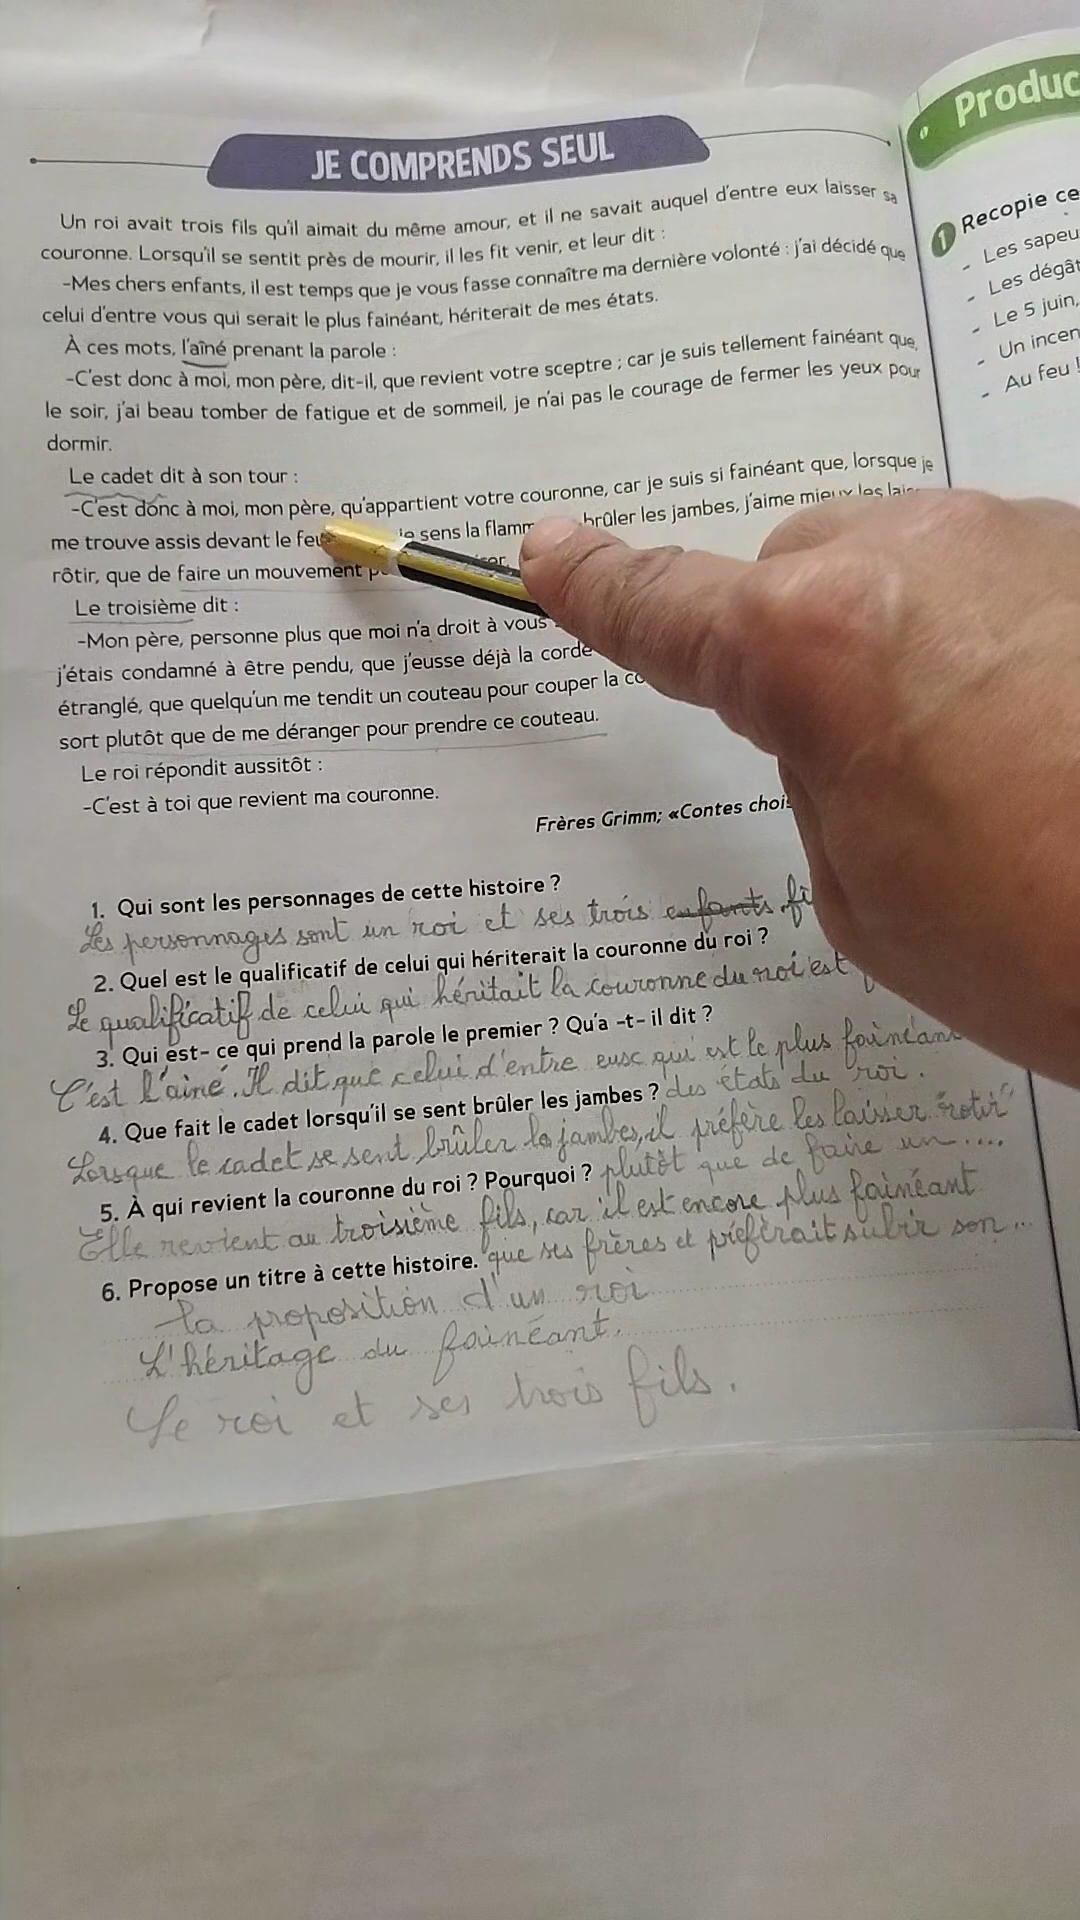 JE COMPRENDS SEUL
Un roi avait trois fils qu'il aimait du même amour, et il ne savait auquel d'entre eux laisser sa
couronne. Lorsqu'il se sentit près de mourir, il les fit venir, et leur dit :
-Mes chers enfants, il est temps que je vous fasse connaître ma dernière volonté : j'ai décidé que
celui d'entre vous qui serait le plus fainéant, hériterait de mes états.
À ces mots, l'aîné prenant la parole :
-C'est donc à moi, mon père, dit-il, que revient votre sceptre ; car je suis tellement fainéant que,
le soir, j'ai beau tomber de fatigue et de sommeil, je n'ai pas le courage de fermer les yeux pour
dormir.
Le cadet dit à son tour :
-C'est donc à moi, mon père, qu'appartient votre couronne, car je suis si fainéant que, lorsque je
me trouve assis devant le feu sens la flamm brûler les jambes, j'aime mieux les
rôtir, que de faire un mouvement
Le troisième dit :
-Mon père, personne plus que moi n'a droit à vous
j'étais condamné à être pendu, que j'eusse déjà la corde
étranglé, que quelqu'un me tendit un couteau pour couper la
sort plutôt que de me déranger pour prendre ce couteau.
Le roi répondit aussitôt :
-C'est à toi que revient ma couronne.
Frères Grimm; «Contes chois
1. Qui sont les personnages de cette histoire ?
Les personnages sont un roi et ses trois enfants fi
2. Quel est le qualificatif de celui qui hériterait la couronne du roi ?
Le qualificatif de celui qui héritait la couronne du roi est
3. Qui est- ce qui prend la parole le premier ? Qu'a -t- il dit ?
C'est l'ainé. Il dit que celui d'entre eux qui est le plus fainéan
4. Que fait le cadet lorsqu'il se sent brûler les jambes ? des états du roi.
Lorsque le cadet se sent brûler les jambes, il préfère les laisser "rotir"
5. À qui revient la couronne du roi ? Pourquoi ? plutôt que de faire un ....
Elle revient au troisième fils, car il est encore plus fainéant
6. Propose un titre à cette histoire. que ses frères et préférait subir son ...
La proposition d'un roi
L'héritage du fainéant.
Le roi et ses trois fils.
Produc
1 Recopie ce
- Les sapeu
- Les dégât
- Le 5 juin,
- Un incen
- Au feu !